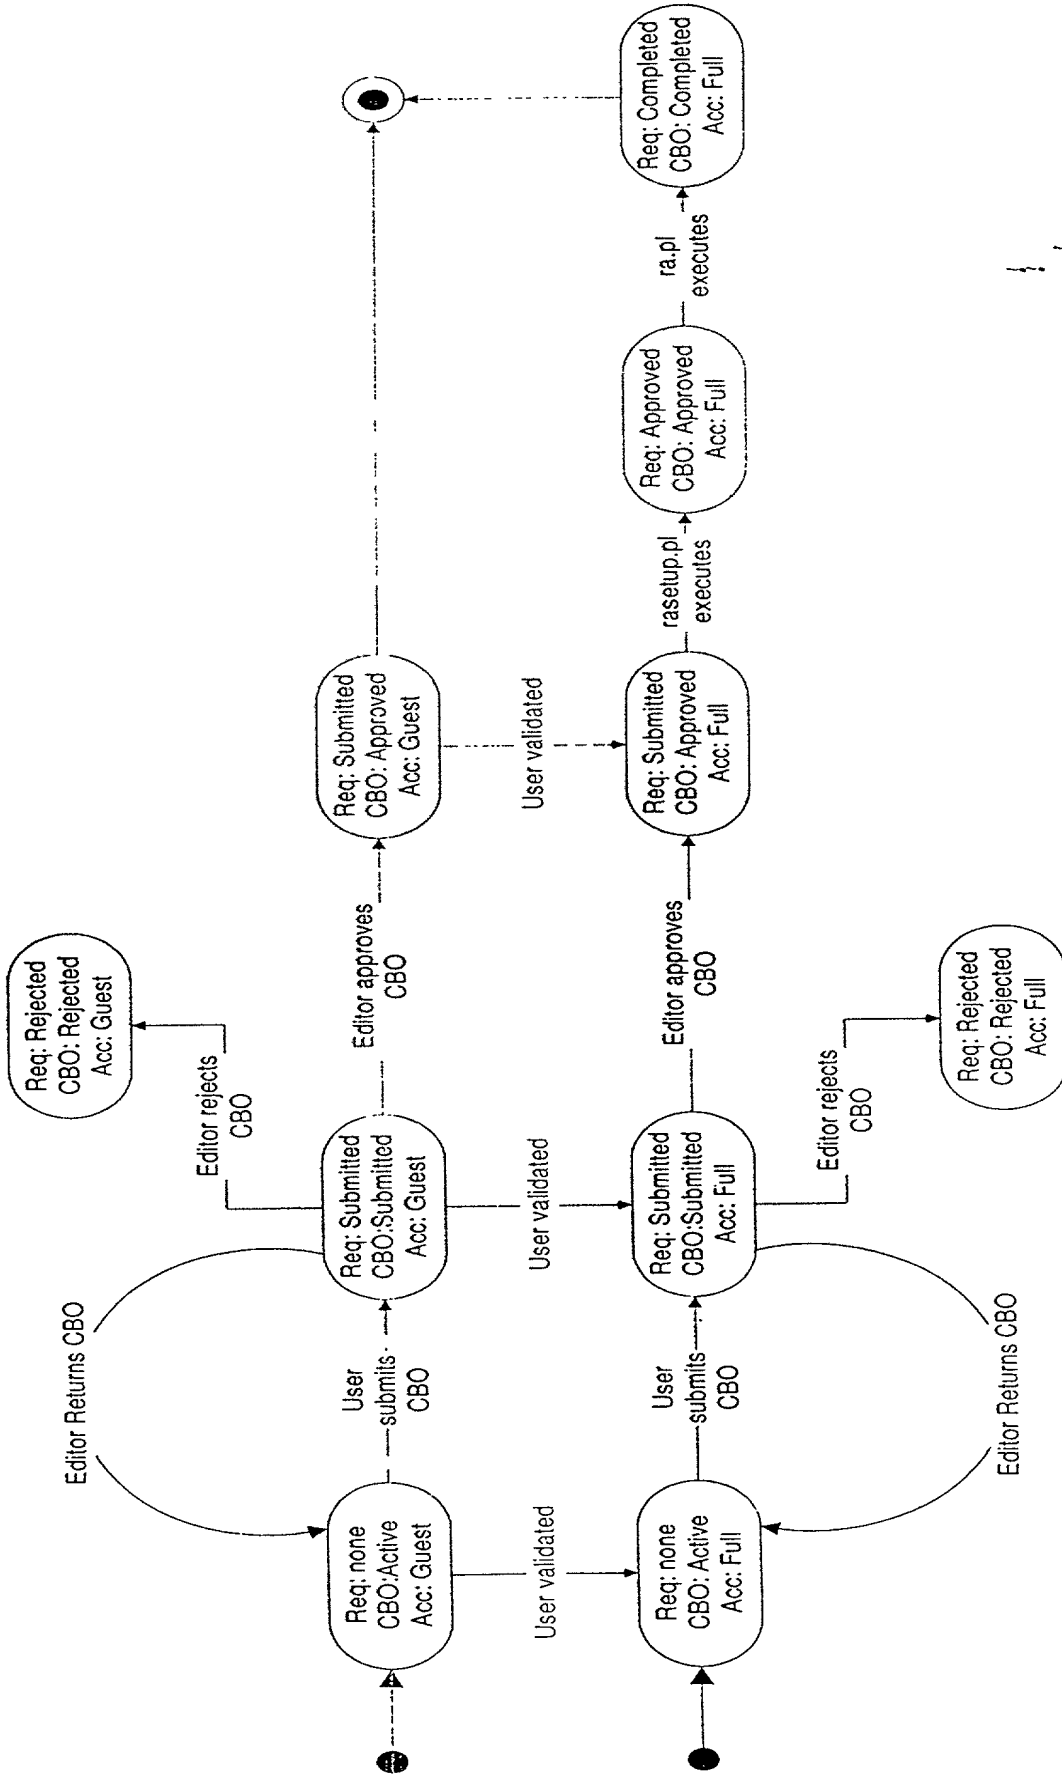 Req: Rejected
CBO: Rejected
Acc: Guest
Editor Returns CBO
Editor rejects
CBO
Req: none
CBO:Active
Acc: Guest
User
submits
CBO
Req: Submitted
CBO:Submitted
Acc: Guest
Editor approves
CBO
Req: Submitted
CBO: Approved
Acc: Guest
User validated
User validated
User validated
Req: none
CBO: Active
Acc: Full
User
submits
CBO
Req: Submitted
CBO:Submitted
Acc: Full
Editor approves
CBO
Req: Submitted
CBO: Approved
Acc: Full
rasetup.pl
executes
Req: Approved
CBO: Approved
Acc: Full
ra.pl
executes
Req: Completed
CBO: Completed
Acc: Full
Editor Returns CBO
Editor rejects
CBO
Req: Rejected
CBO: Rejected
Acc: Full